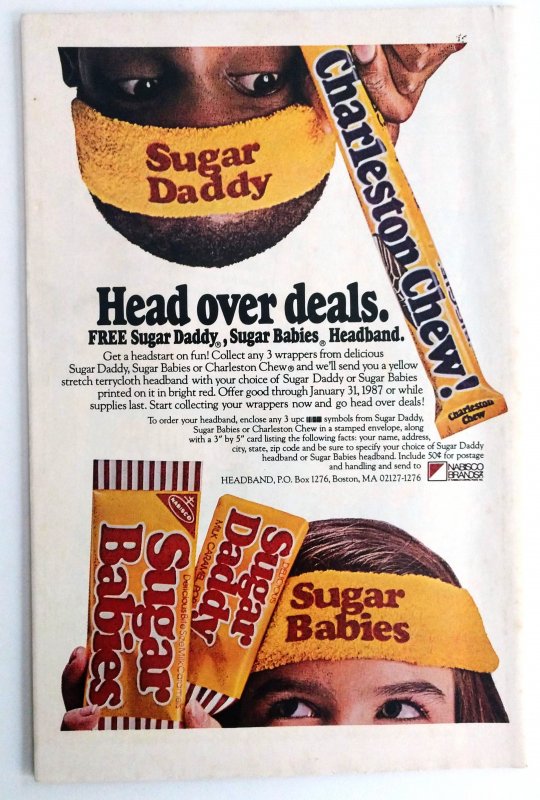 Sugar
Daddy
Charleston Chew!
Charleston
Chew
Head over deals.
FREE Sugar Daddy®, Sugar Babies® Headband.
Get a headstart on fun! Collect any 3 wrappers from delicious
Sugar Daddy, Sugar Babies or Charleston Chew® and we'll send you a yellow
stretch terrycloth headband with your choice of Sugar Daddy or Sugar Babies
printed on it in bright red. Offer good through January 31, 1987 or while
supplies last. Start collecting your wrappers now and go head over deals!
To order your headband, enclose any 3 upc symbols from Sugar Daddy,
Sugar Babies or Charleston Chew in a stamped envelope, along
with a 3" by 5" card listing the following facts: your name, address,
city, state, zip code and be sure to specify your choice of Sugar Daddy
headband or Sugar Babies headband. Include 50¢ for postage
and handling and send to
HEADBAND, P.O. Box 1276, Boston, MA 02127-1276
NABISCO
BRANDS
NABISCO
Sugar
Babies
DELICIOUS
Sugar
Daddy
MILK CARAMEL
Sugar
Babies